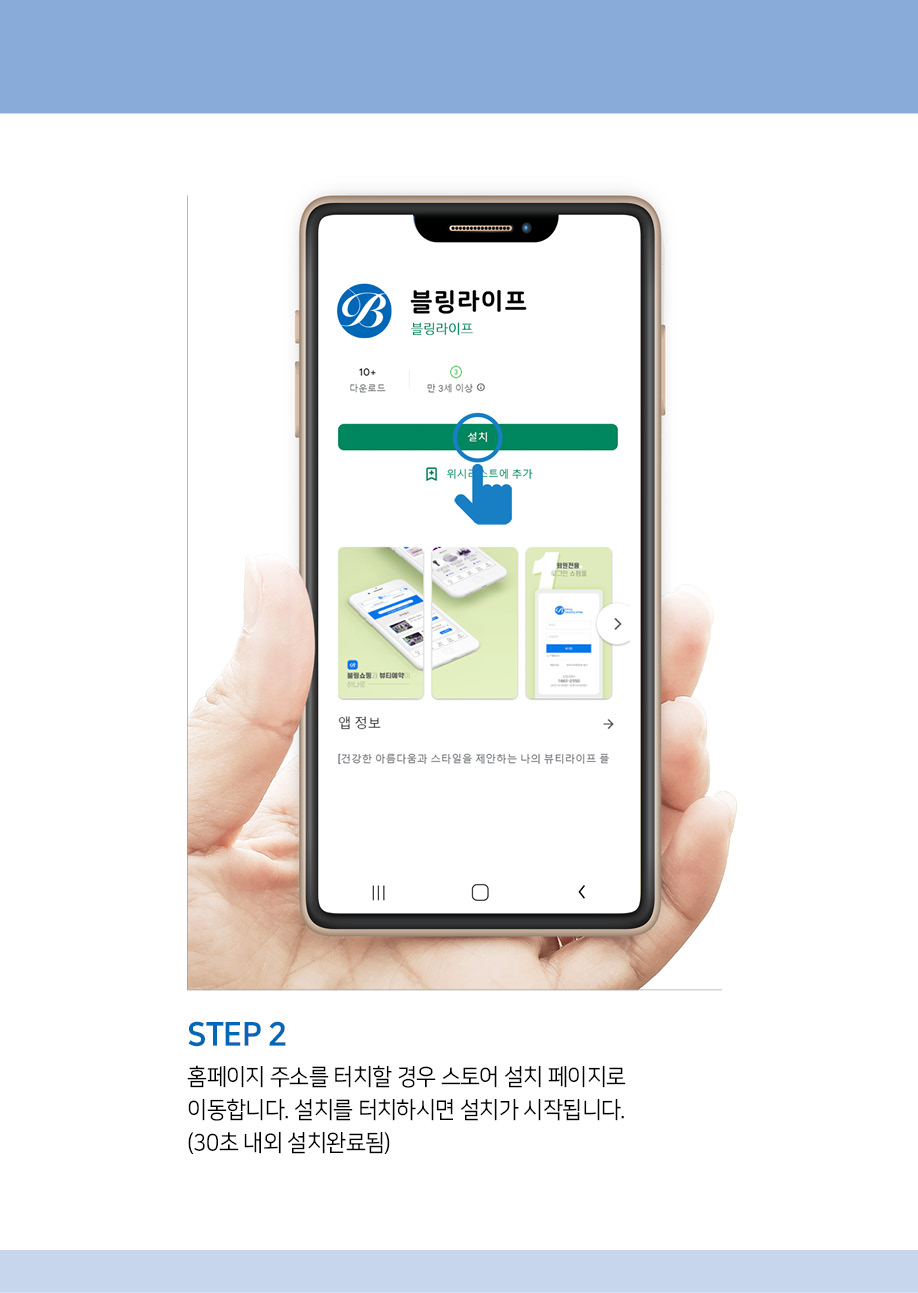 B
블링라이프
블링라이프
10+
다운로드
3
만 3세 이상
설치
위시리스트에 추가
블링쇼핑과 뷰티예약이
하나로
1
회원전용
로그인 쇼핑몰
앱 정보
[건강한 아름다움과 스타일을 제안하는 나의 뷰티라이프 플
STEP 2
홈페이지 주소를 터치할 경우 스토어 설치 페이지로
이동합니다. 설치를 터치하시면 설치가 시작됩니다.
(30초 내외 설치완료됨)